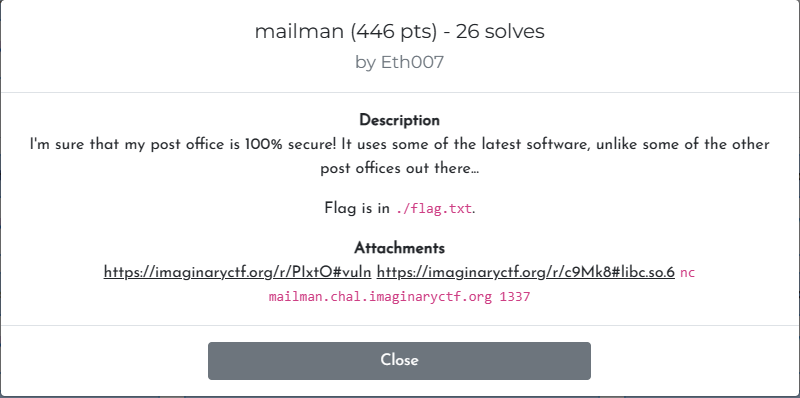 mailman (446 pts) - 26 solves
by Eth007
Description
I'm sure that my post office is 100% secure! It uses some of the latest software, unlike some of the other
post offices out there...
Flag is in ./flag.txt.
Attachments
https://imaginaryctf.org/r/PIxtO#vuln https://imaginaryctf.org/r/c9Mk8#libc.so.6 nc
mailman.chal.imaginaryctf.org 1337
Close